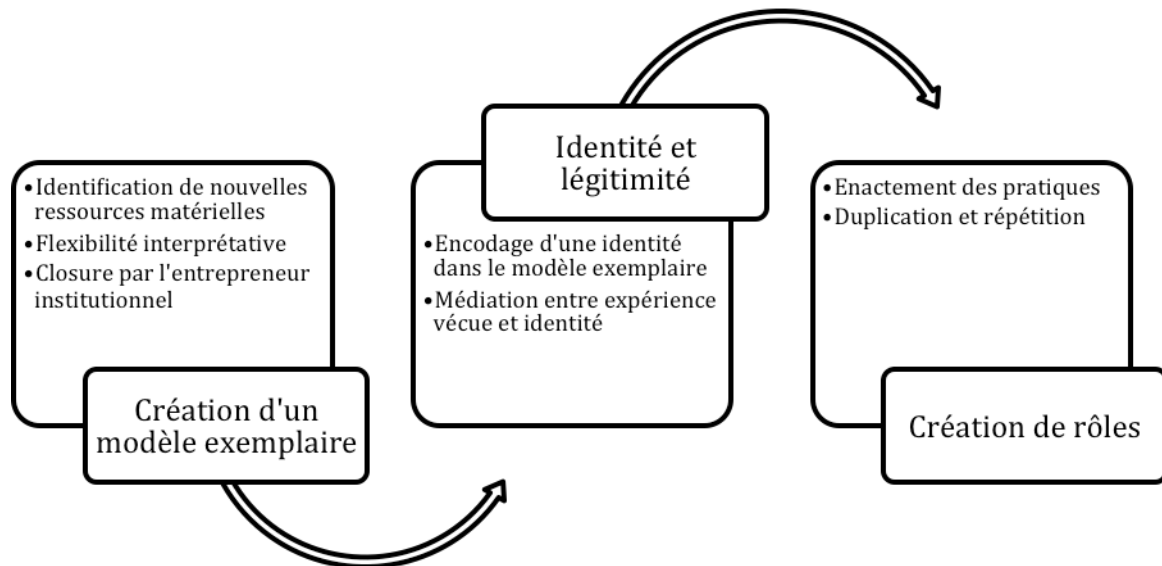 •Identification de nouvelles
ressources matérielles
•Flexibilité interprétative
•Closure par l'entrepreneur
institutionnel
Création d'un
modèle exemplaire
Identité et
légitimité
•Encodage d'une identité
dans le modèle exemplaire
•Médiation entre expérience
vécue et identité
•Enactement des pratiques
•Duplication et répétition
Création de rôles